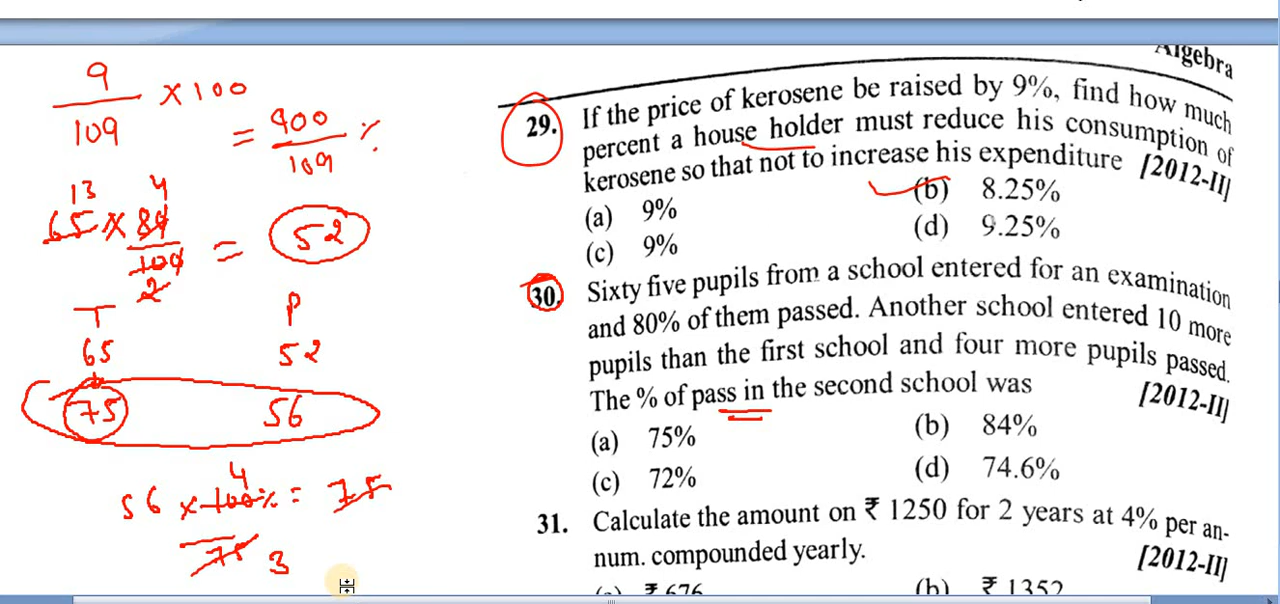 Algebra
9
109
× 100
= 900
109 %
13 4
65 × 80
100
2
= 52
T P
65 52
75 56
4
56 × 100% = 75
75 3
29. If the price of kerosene be raised by 9%, find how much
percent a house holder must reduce his consumption of
kerosene so that not to increase his expenditure [2012-II]
(a) 9% (b) 8.25%
(c) 9% (d) 9.25%
30. Sixty five pupils from a school entered for an examination
and 80% of them passed. Another school entered 10 more
pupils than the first school and four more pupils passed.
The % of pass in the second school was [2012-II]
(a) 75% (b) 84%
(c) 72% (d) 74.6%
31. Calculate the amount on ₹ 1250 for 2 years at 4% per an-
num. compounded yearly. [2012-II]
(a) ₹ 676 (b) ₹ 1352